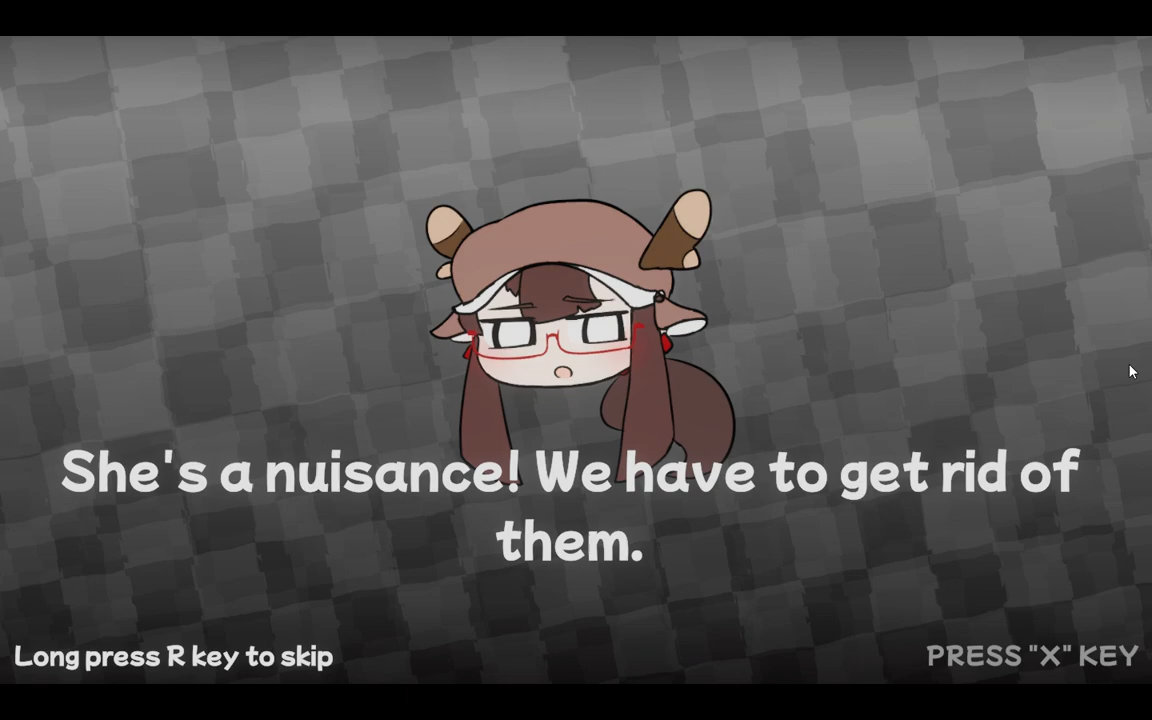 She's a nuisance! We have to get rid of
them.
Long press R key to skip
PRESS "X" KEY